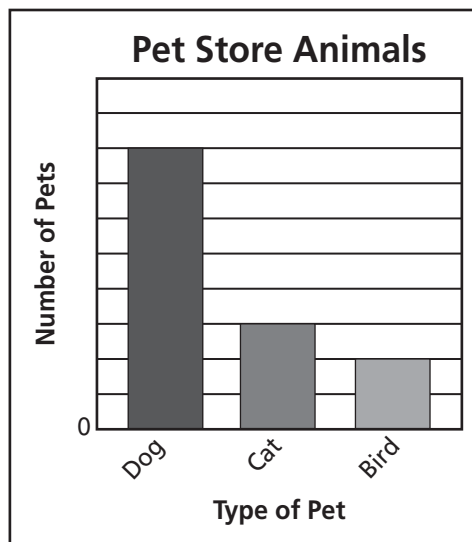 Pet Store Animals
Number of Pets
0
Dog
Cat
Bird
Type of Pet